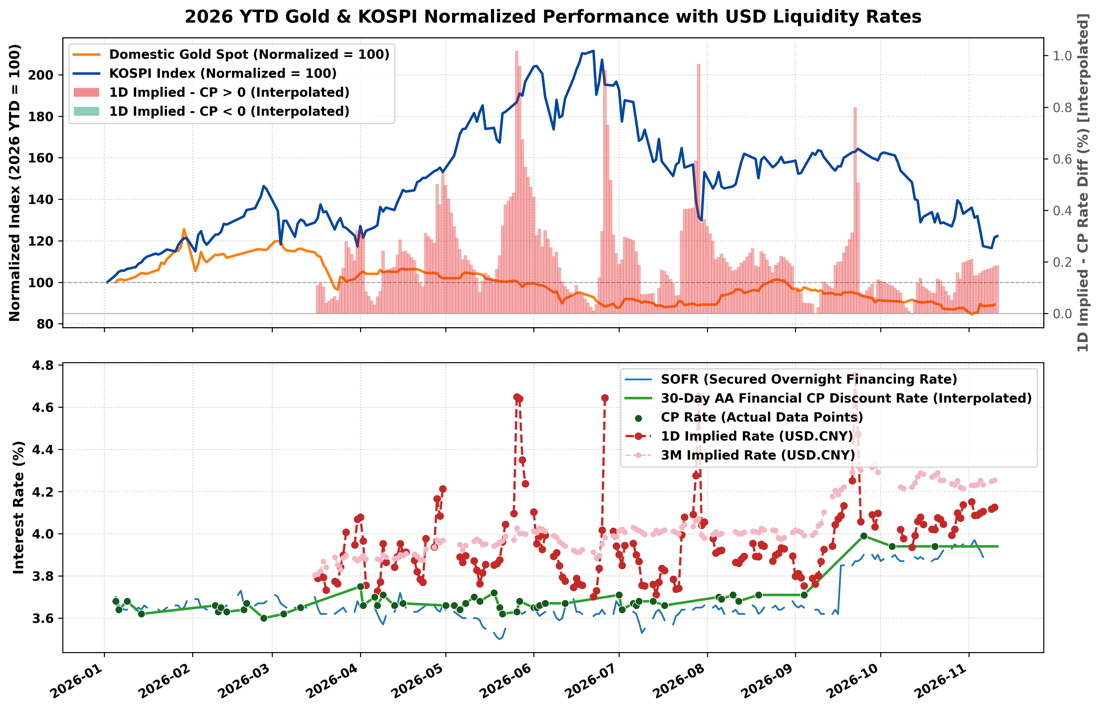 2026 YTD Gold & KOSPI Normalized Performance with USD Liquidity Rates
Normalized Index (2026 YTD = 100)
200
180
160
140
120
100
80
Domestic Gold Spot (Normalized = 100)
KOSPI Index (Normalized = 100)
1D Implied - CP > 0 (Interpolated)
1D Implied - CP < 0 (Interpolated)
1.0
0.8
0.6
0.4
0.2
0.0
1D Implied - CP Rate Diff (%) [Interpolated]
Interest Rate (%)
4.8
4.6
4.4
4.2
4.0
3.8
3.6
SOFR (Secured Overnight Financing Rate)
30-Day AA Financial CP Discount Rate (Interpolated)
CP Rate (Actual Data Points)
1D Implied Rate (USD.CNY)
3M Implied Rate (USD.CNY)
2026-01
2026-02
2026-03
2026-04
2026-05
2026-06
2026-07
2026-08
2026-09
2026-10
2026-11